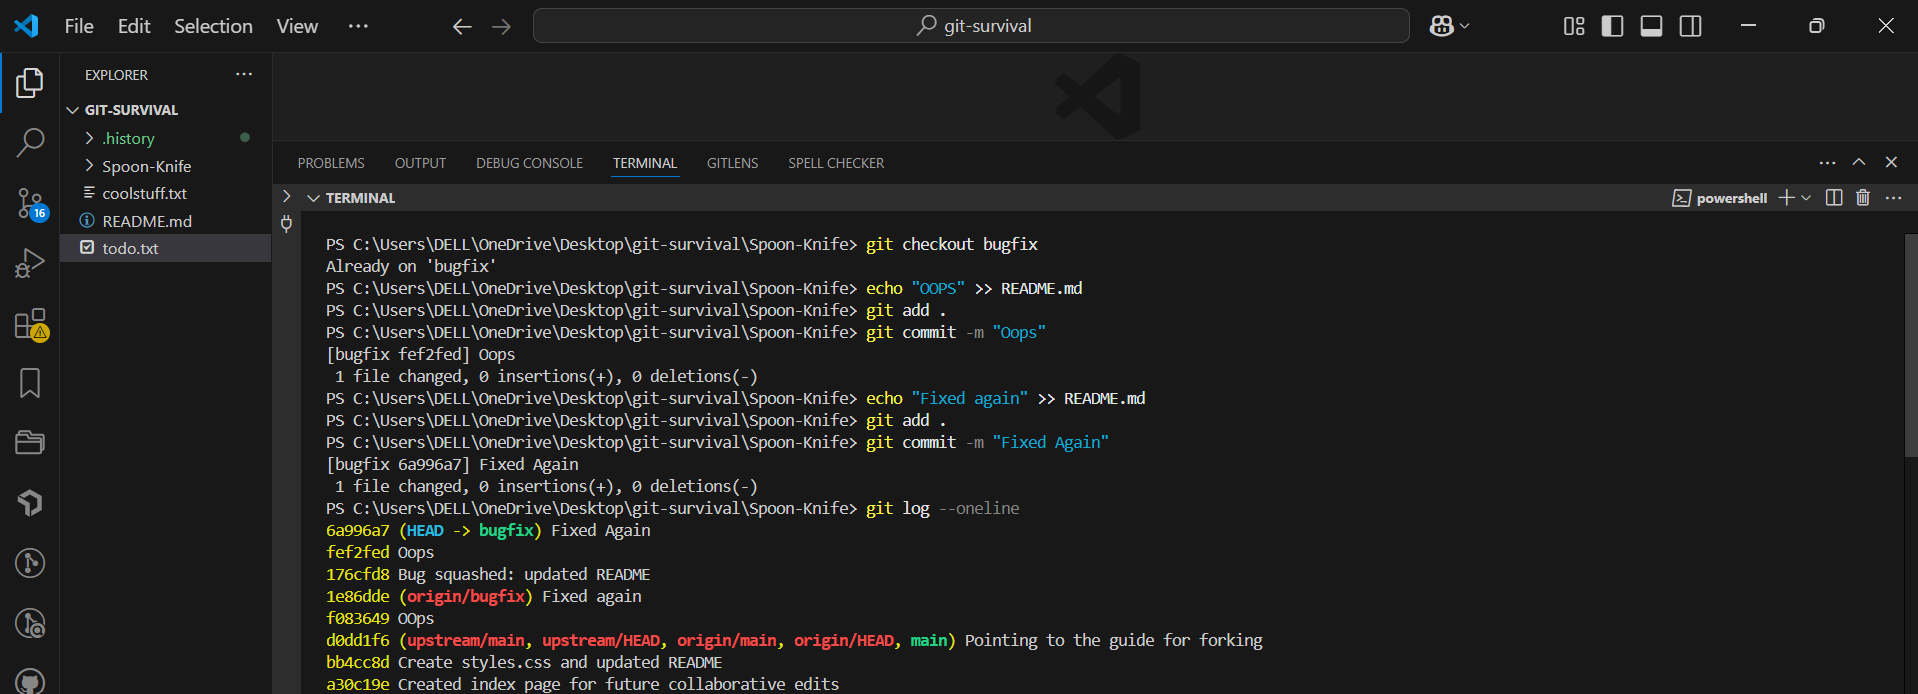 File Edit Selection View ··· git-survival
EXPLORER ···
GIT-SURVIVAL
.history
Spoon-Knife
coolstuff.txt
README.md
todo.txt
16
PROBLEMS OUTPUT DEBUG CONSOLE TERMINAL GITLENS SPELL CHECKER
TERMINAL powershell
PS C:\Users\DELL\OneDrive\Desktop\git-survival\Spoon-Knife> git checkout bugfix
Already on 'bugfix'
PS C:\Users\DELL\OneDrive\Desktop\git-survival\Spoon-Knife> echo "OOPS" >> README.md
PS C:\Users\DELL\OneDrive\Desktop\git-survival\Spoon-Knife> git add .
PS C:\Users\DELL\OneDrive\Desktop\git-survival\Spoon-Knife> git commit -m "Oops"
[bugfix fef2fed] Oops
 1 file changed, 0 insertions(+), 0 deletions(-)
PS C:\Users\DELL\OneDrive\Desktop\git-survival\Spoon-Knife> echo "Fixed again" >> README.md
PS C:\Users\DELL\OneDrive\Desktop\git-survival\Spoon-Knife> git add .
PS C:\Users\DELL\OneDrive\Desktop\git-survival\Spoon-Knife> git commit -m "Fixed Again"
[bugfix 6a996a7] Fixed Again
 1 file changed, 0 insertions(+), 0 deletions(-)
PS C:\Users\DELL\OneDrive\Desktop\git-survival\Spoon-Knife> git log --oneline
6a996a7 (HEAD -> bugfix) Fixed Again
fef2fed Oops
176cfd8 Bug squashed: updated README
1e86dde (origin/bugfix) Fixed again
f083649 OOps
d0dd1f6 (upstream/main, upstream/HEAD, origin/main, origin/HEAD, main) Pointing to the guide for forking
bb4cc8d Create styles.css and updated README
a30c19e Created index page for future collaborative edits